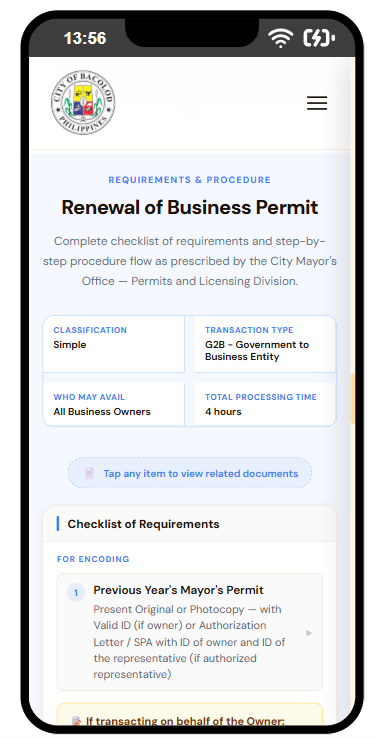 13:56
CITY OF BACOLOD
PHILIPPINES
REQUIREMENTS & PROCEDURE
Renewal of Business Permit
Complete checklist of requirements and step-by-
step procedure flow as prescribed by the City Mayor's
Office — Permits and Licensing Division.
CLASSIFICATION
Simple
TRANSACTION TYPE
G2B - Government to
Business Entity
WHO MAY AVAIL
All Business Owners
TOTAL PROCESSING TIME
4 hours
Tap any item to view related documents
Checklist of Requirements
FOR ENCODING
1
Previous Year's Mayor's Permit
Present Original or Photocopy — with
Valid ID (if owner) or Authorization
Letter / SPA with ID of owner and ID of
the representative (if authorized
representative)
If transacting on behalf of the Owner: